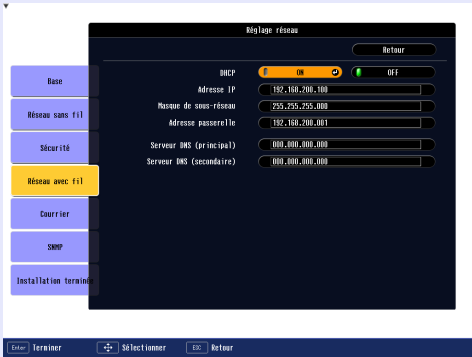 Réglage réseau
Retour
Base
Réseau sans fil
Sécurité
Réseau avec fil
Courrier
SNMP
Installation terminée
DHCP ON OFF
Adresse IP 192.168.200.100
Masque de sous-réseau 255.255.255.000
Adresse passerelle 192.168.200.001
Serveur DNS (principal) 000.000.000.000
Serveur DNS (secondaire) 000.000.000.000
Enter Terminer Sélectionner ESC Retour